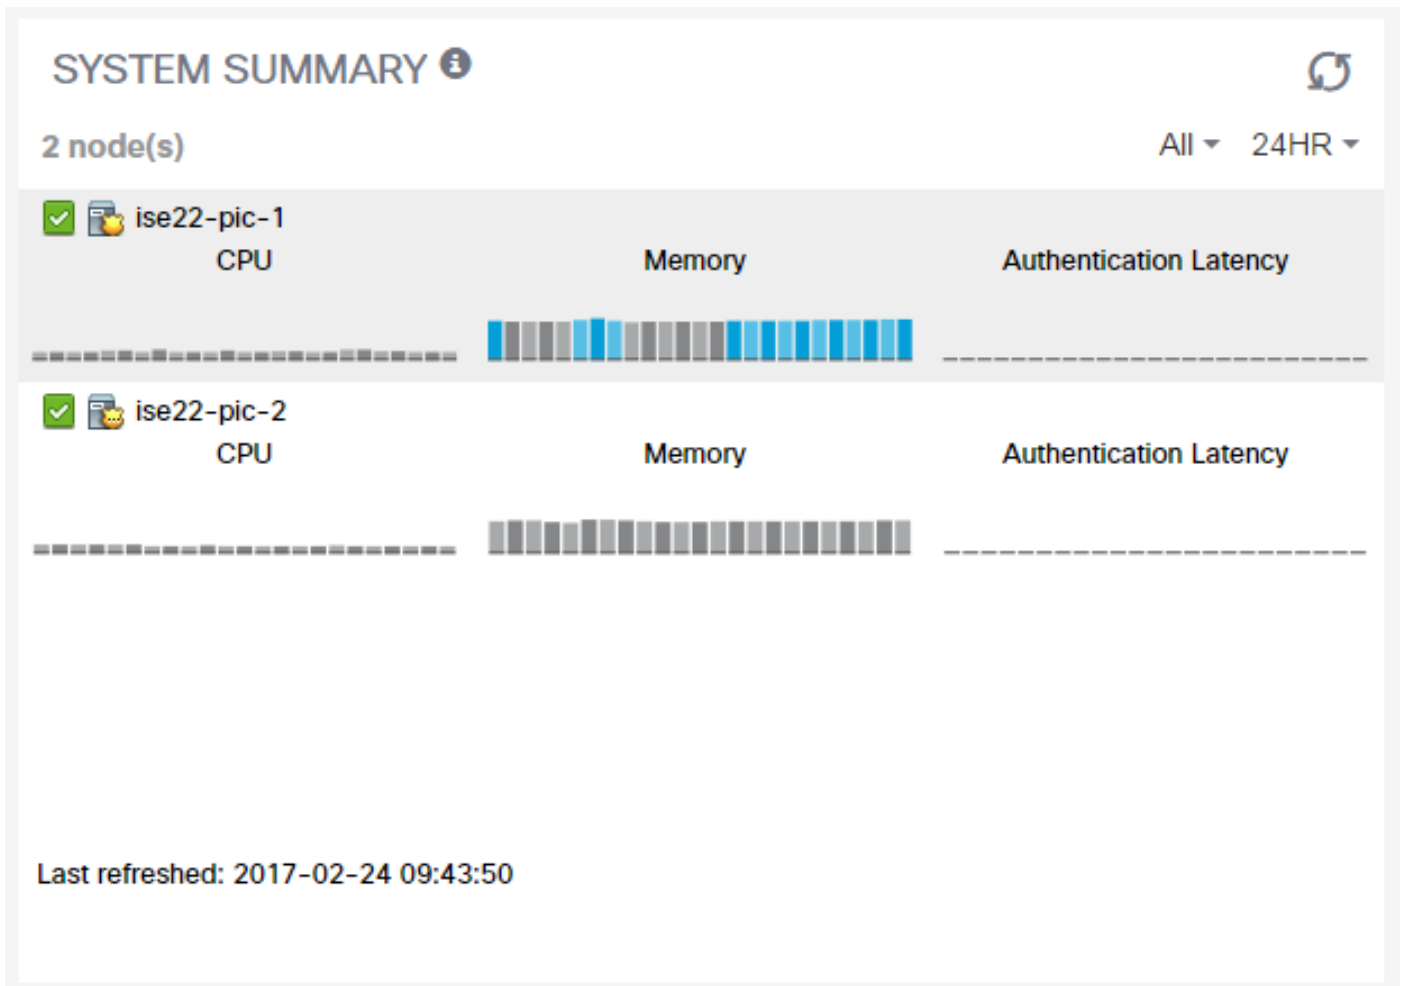 SYSTEM SUMMARY
2 node(s) All 24HR
ise22-pic-1
CPU Memory Authentication Latency
ise22-pic-2
CPU Memory Authentication Latency
Last refreshed: 2017-02-24 09:43:50